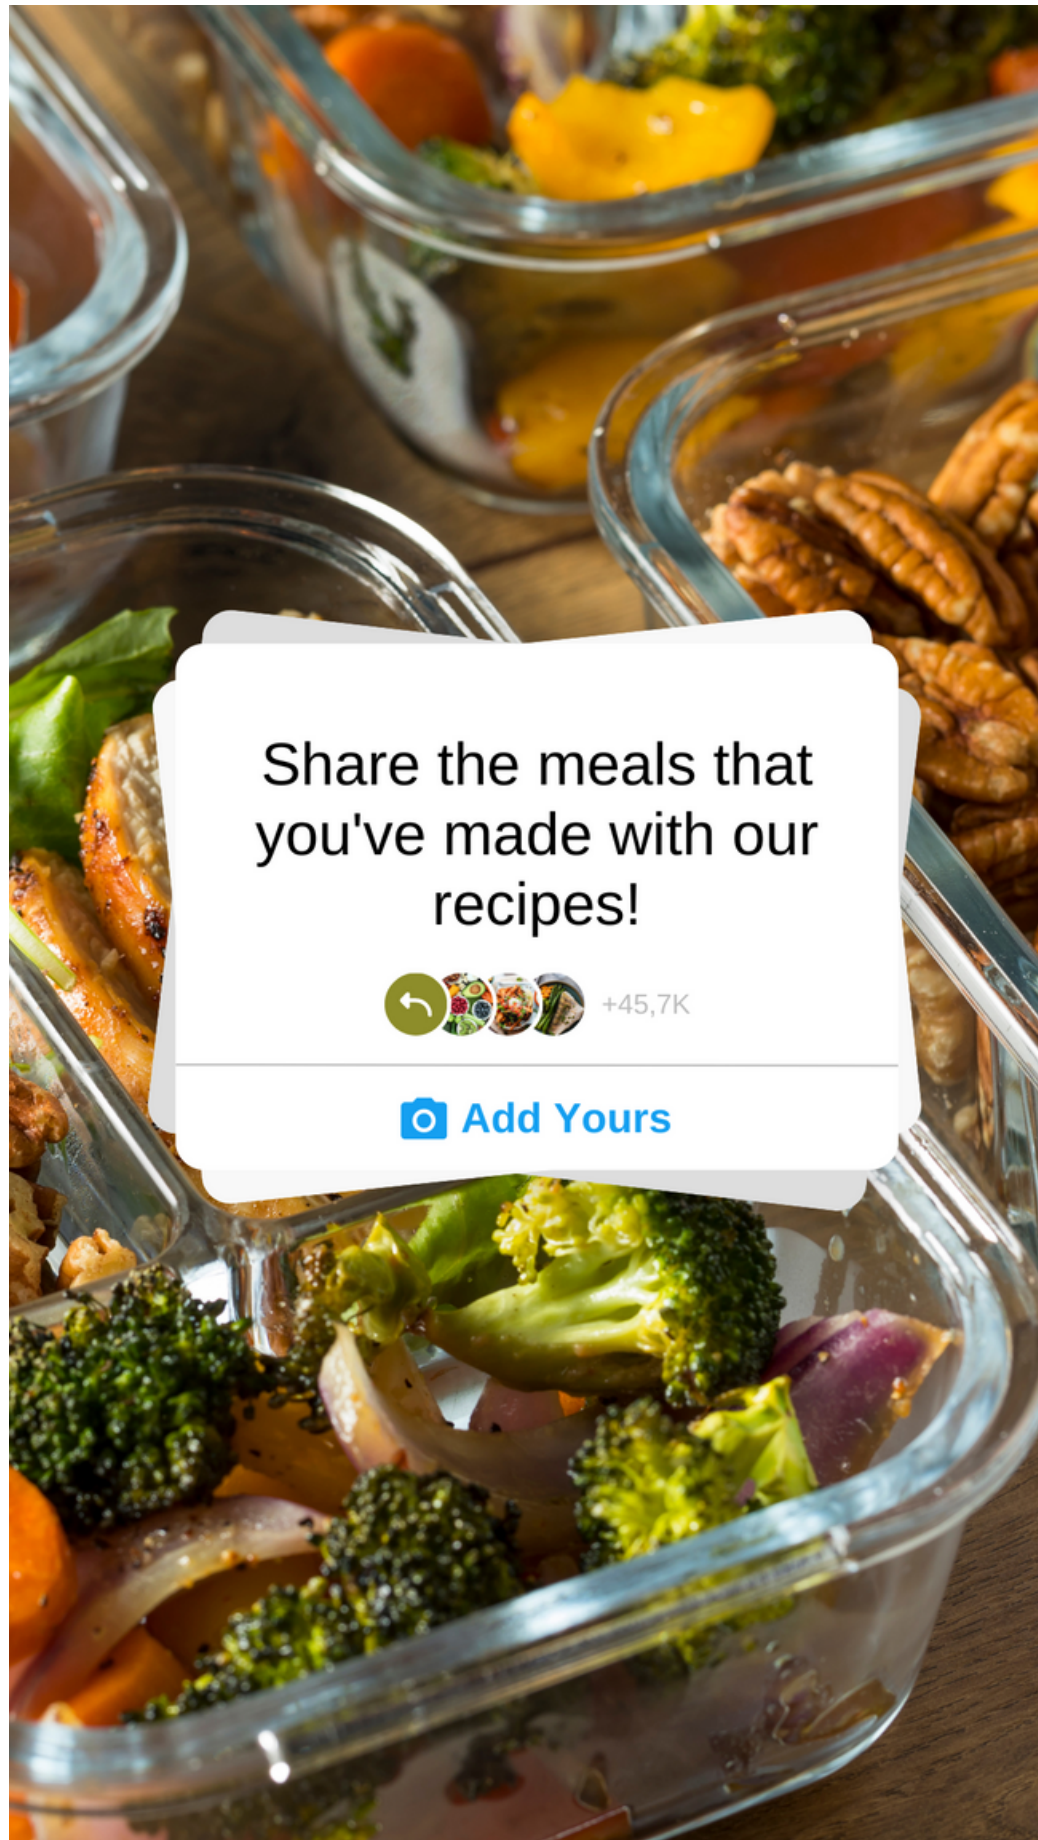 Share the meals that
you've made with our
recipes!
+45,7K
Add Yours